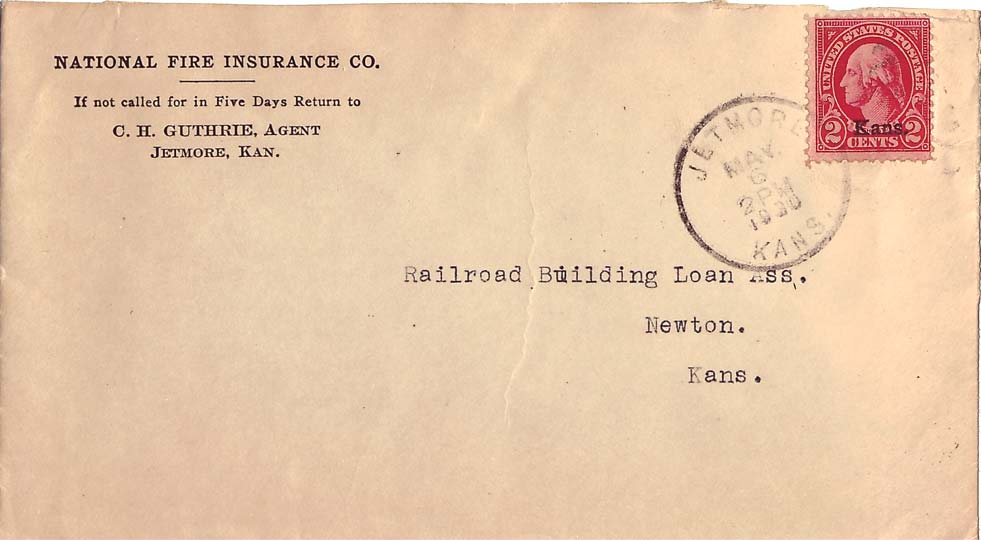 NATIONAL FIRE INSURANCE CO.
If not called for in Five Days Return to
C. H. GUTHRIE, AGENT
JETMORE, KAN.
UNITED STATES POSTAGE
Kans.
2 CENTS 2
JETMORE
MAY
6
2 PM
1930
KANS.
Railroad Building Loan Ass.
Newton.
Kans.